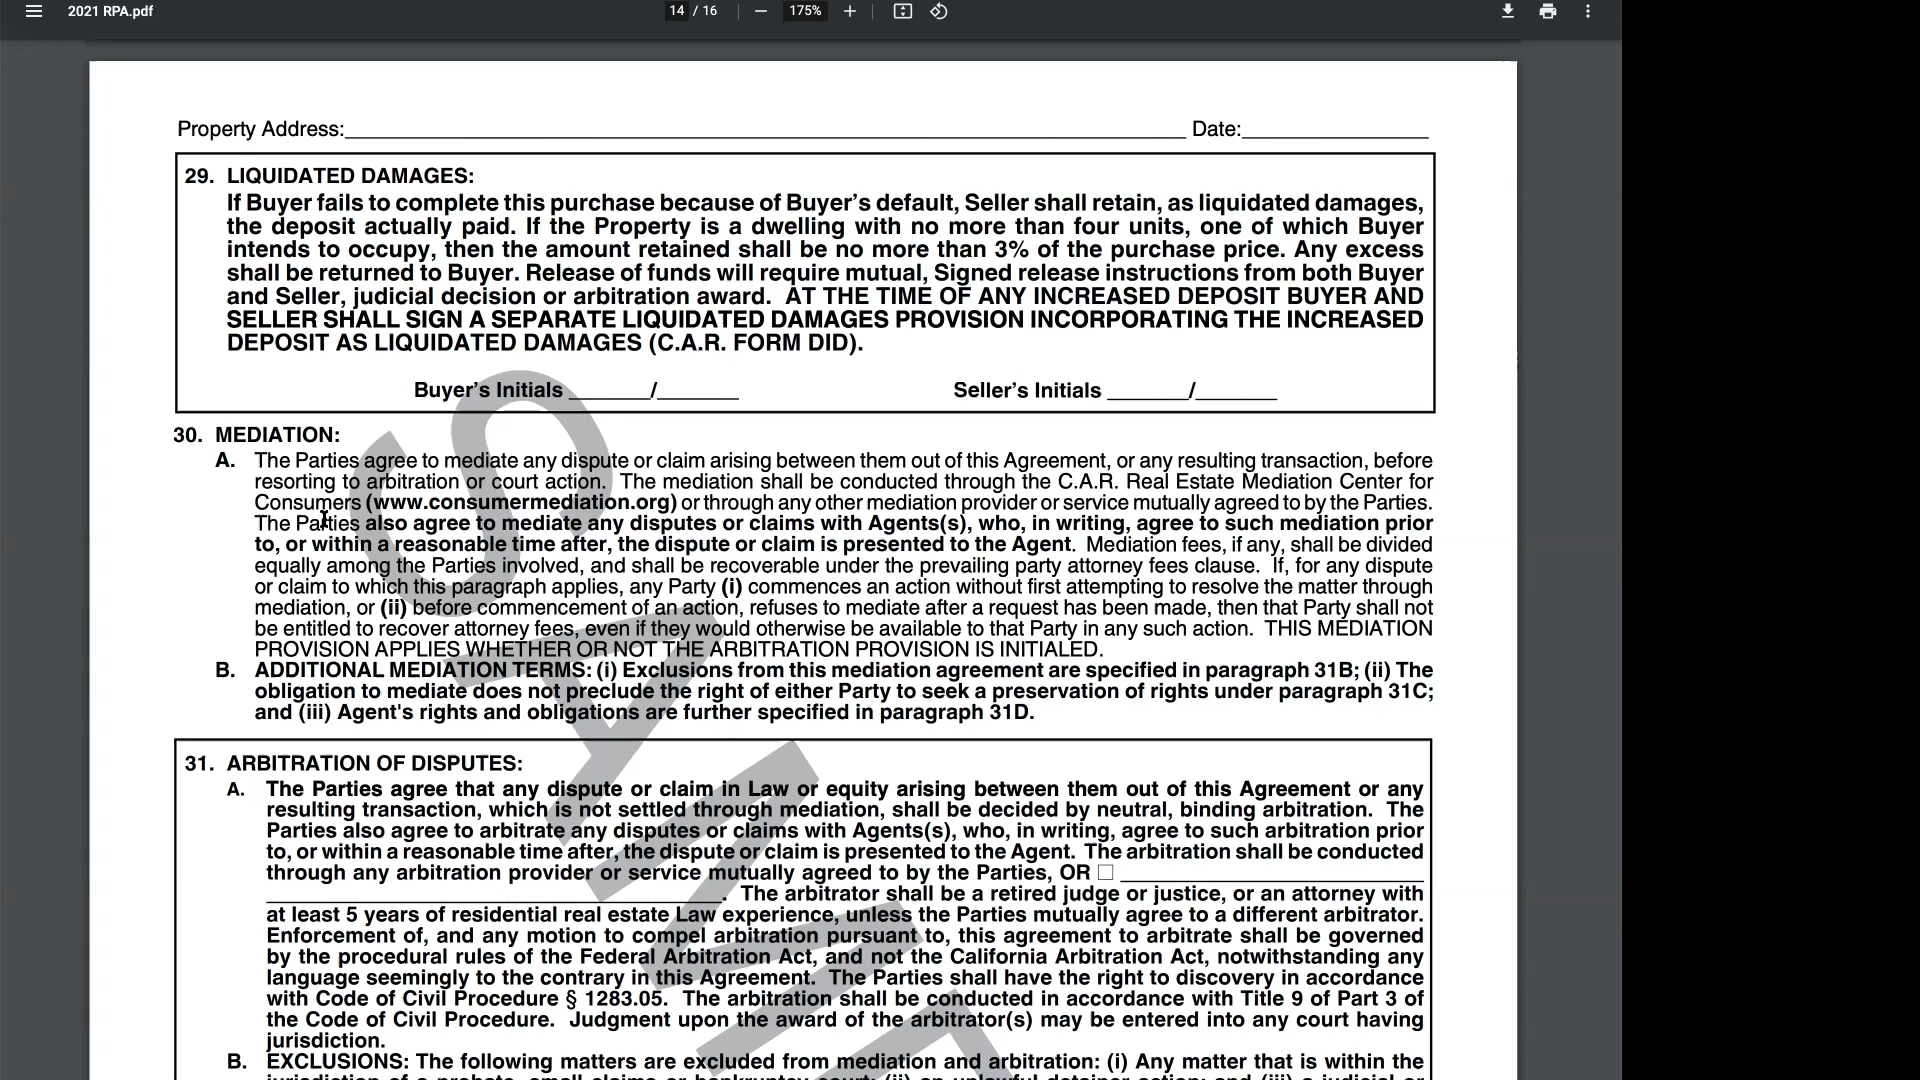 2021 RPA.pdf
14 / 16
175%
Property Address: Date:
29. LIQUIDATED DAMAGES:
If Buyer fails to complete this purchase because of Buyer’s default, Seller shall retain, as liquidated damages,
the deposit actually paid. If the Property is a dwelling with no more than four units, one of which Buyer
intends to occupy, then the amount retained shall be no more than 3% of the purchase price. Any excess
shall be returned to Buyer. Release of funds will require mutual, Signed release instructions from both Buyer
and Seller, judicial decision or arbitration award. AT THE TIME OF ANY INCREASED DEPOSIT BUYER AND
SELLER SHALL SIGN A SEPARATE LIQUIDATED DAMAGES PROVISION INCORPORATING THE INCREASED
DEPOSIT AS LIQUIDATED DAMAGES (C.A.R. FORM DID).
Buyer’s Initials ______/______ Seller’s Initials ______/______
30. MEDIATION:
A. The Parties agree to mediate any dispute or claim arising between them out of this Agreement, or any resulting transaction, before
resorting to arbitration or court action. The mediation shall be conducted through the C.A.R. Real Estate Mediation Center for
Consumers (www.consumermediation.org) or through any other mediation provider or service mutually agreed to by the Parties.
The Parties also agree to mediate any disputes or claims with Agents(s), who, in writing, agree to such mediation prior
to, or within a reasonable time after, the dispute or claim is presented to the Agent. Mediation fees, if any, shall be divided
equally among the Parties involved, and shall be recoverable under the prevailing party attorney fees clause. If, for any dispute
or claim to which this paragraph applies, any Party (i) commences an action without first attempting to resolve the matter through
mediation, or (ii) before commencement of an action, refuses to mediate after a request has been made, then that Party shall not
be entitled to recover attorney fees, even if they would otherwise be available to that Party in any such action. THIS MEDIATION
PROVISION APPLIES WHETHER OR NOT THE ARBITRATION PROVISION IS INITIALED.
B. ADDITIONAL MEDIATION TERMS: (i) Exclusions from this mediation agreement are specified in paragraph 31B; (ii) The
obligation to mediate does not preclude the right of either Party to seek a preservation of rights under paragraph 31C;
and (iii) Agent's rights and obligations are further specified in paragraph 31D.
31. ARBITRATION OF DISPUTES:
A. The Parties agree that any dispute or claim in Law or equity arising between them out of this Agreement or any
resulting transaction, which is not settled through mediation, shall be decided by neutral, binding arbitration. The
Parties also agree to arbitrate any disputes or claims with Agents(s), who, in writing, agree to such arbitration prior
to, or within a reasonable time after, the dispute or claim is presented to the Agent. The arbitration shall be conducted
through any arbitration provider or service mutually agreed to by the Parties, OR ☐ ______
______. The arbitrator shall be a retired judge or justice, or an attorney with
at least 5 years of residential real estate Law experience, unless the Parties mutually agree to a different arbitrator.
Enforcement of, and any motion to compel arbitration pursuant to, this agreement to arbitrate shall be governed
by the procedural rules of the Federal Arbitration Act, and not the California Arbitration Act, notwithstanding any
language seemingly to the contrary in this Agreement. The Parties shall have the right to discovery in accordance
with Code of Civil Procedure § 1283.05. The arbitration shall be conducted in accordance with Title 9 of Part 3 of
the Code of Civil Procedure. Judgment upon the award of the arbitrator(s) may be entered into any court having
jurisdiction.
B. EXCLUSIONS: The following matters are excluded from mediation and arbitration: (i) Any matter that is within the